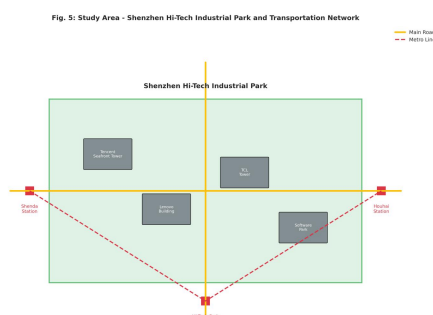 Fig. 5: Study Area - Shenzhen Hi-Tech Industrial Park and Transportation Network
Main Roa
Metro Lin
Shenzhen Hi-Tech Industrial Park
Tencent
Seafront Tower
TCL
Tower
Lenovo
Building
Shenda
Station
Houhai
Station
Software
Park